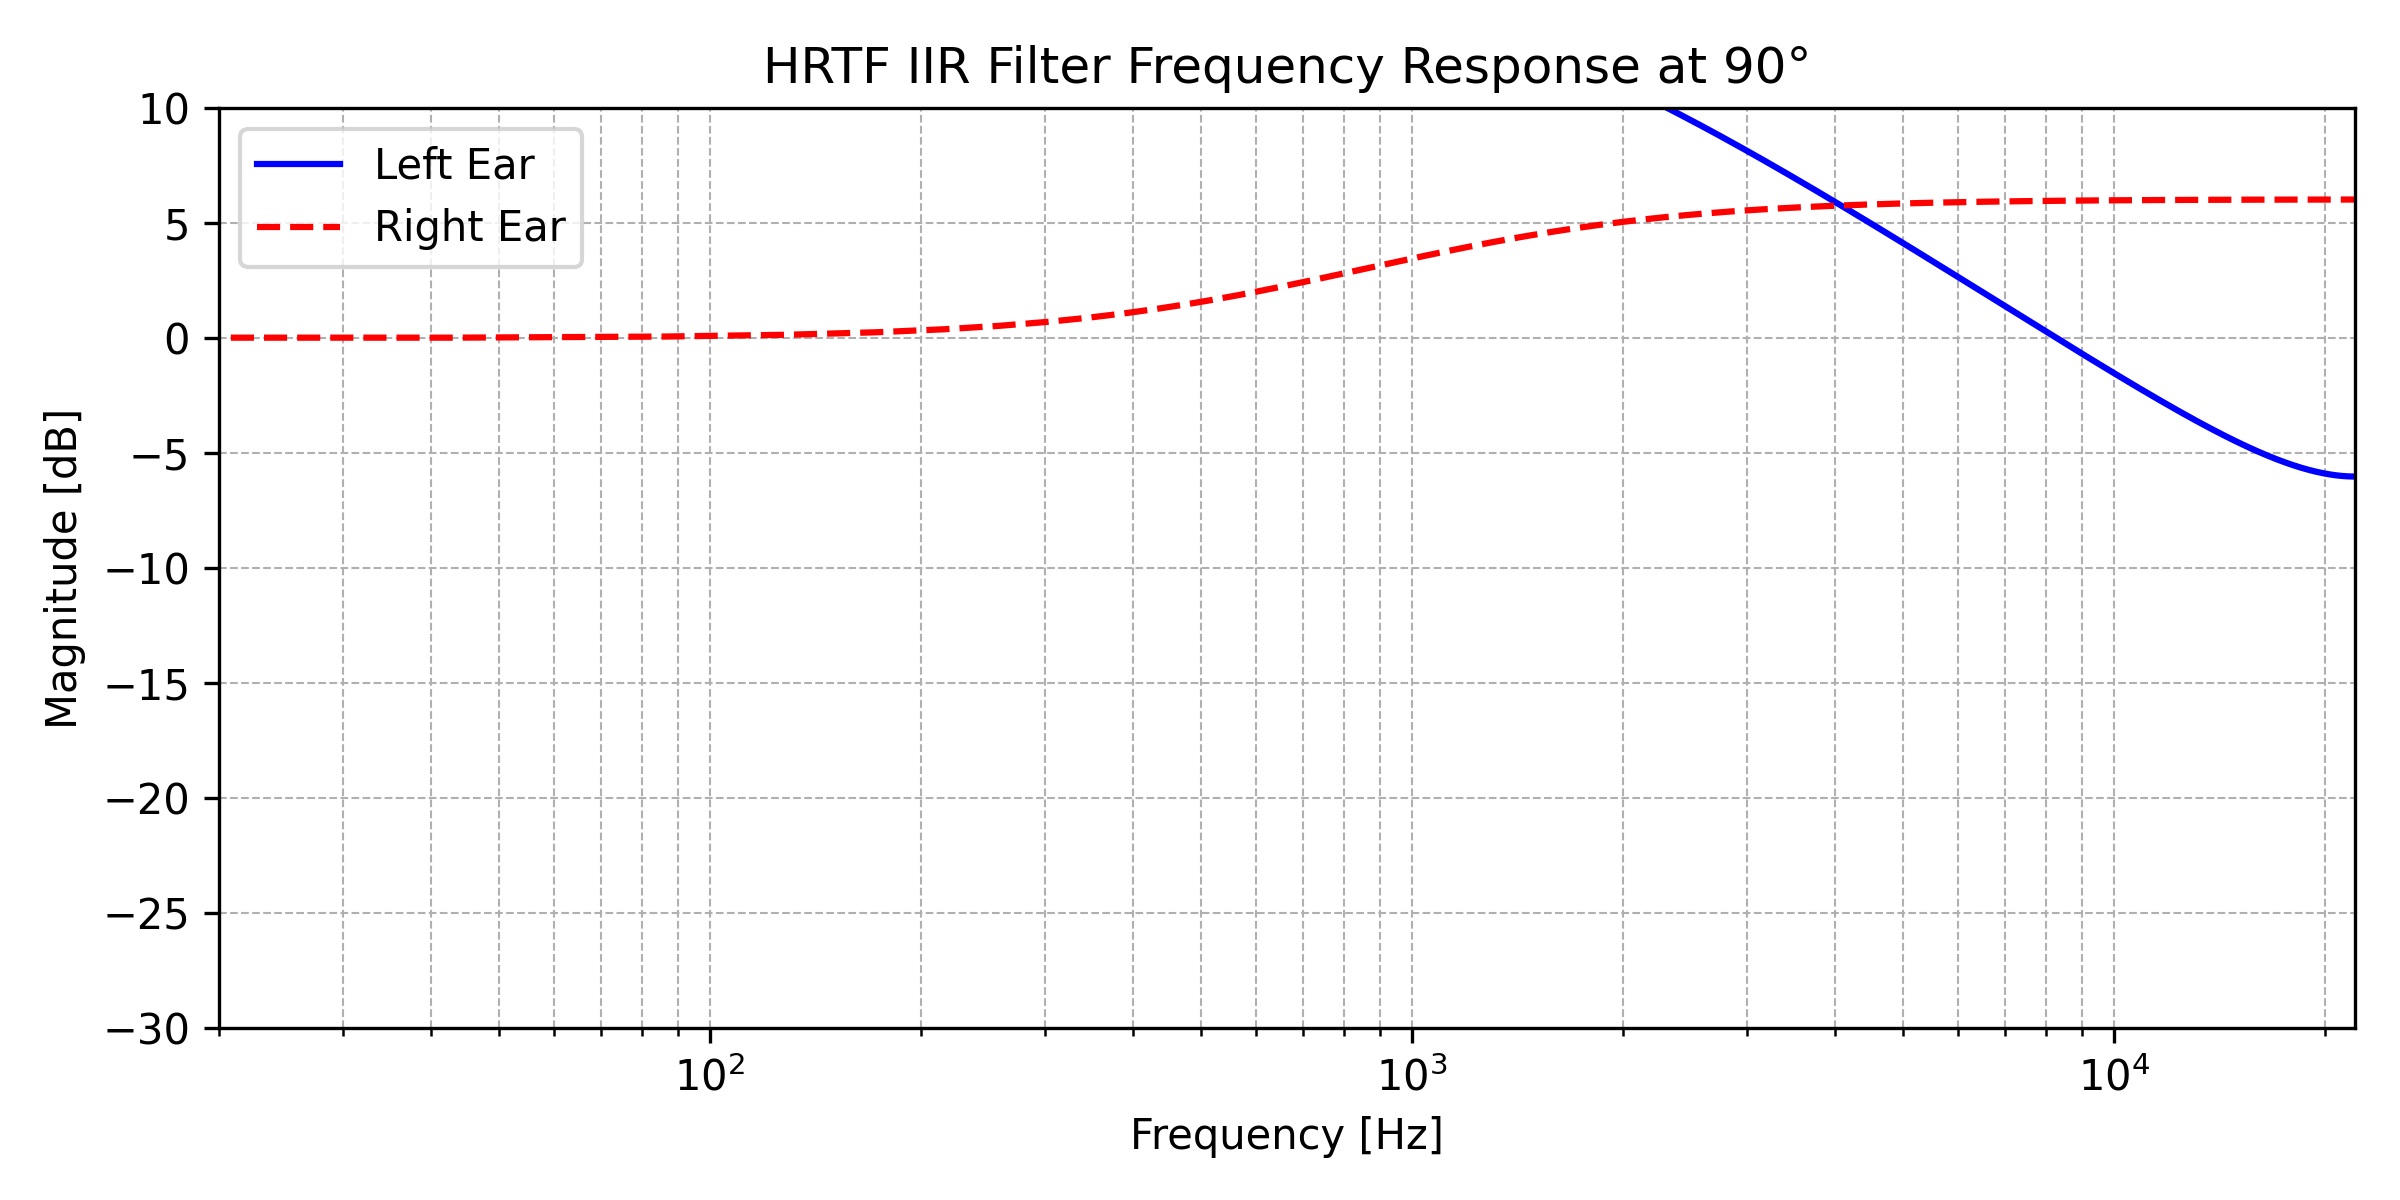 HRTF IIR Filter Frequency Response at 90°
Left Ear
Right Ear
Magnitude [dB]
10
5
0
−5
−10
−15
−20
−25
−30
10²
10³
10⁴
Frequency [Hz]